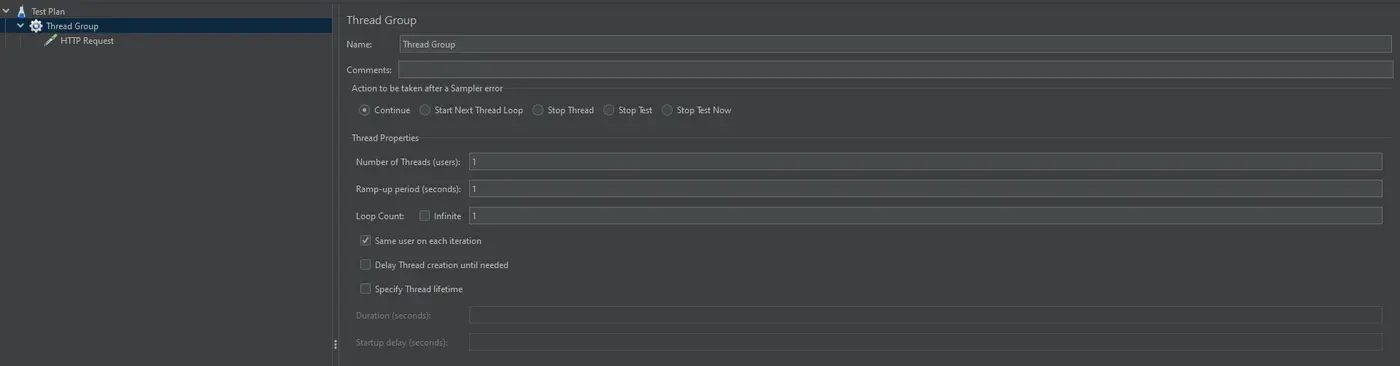 Test Plan
Thread Group
HTTP Request
Thread Group
Name: Thread Group
Comments:
Action to be taken after a Sampler error
Continue Start Next Thread Loop Stop Thread Stop Test Stop Test Now
Thread Properties
Number of Threads (users): 1
Ramp-up period (seconds): 1
Loop Count: Infinite 1
Same user on each iteration
Delay Thread creation until needed
Specify Thread lifetime
Duration (seconds):
Startup delay (seconds):